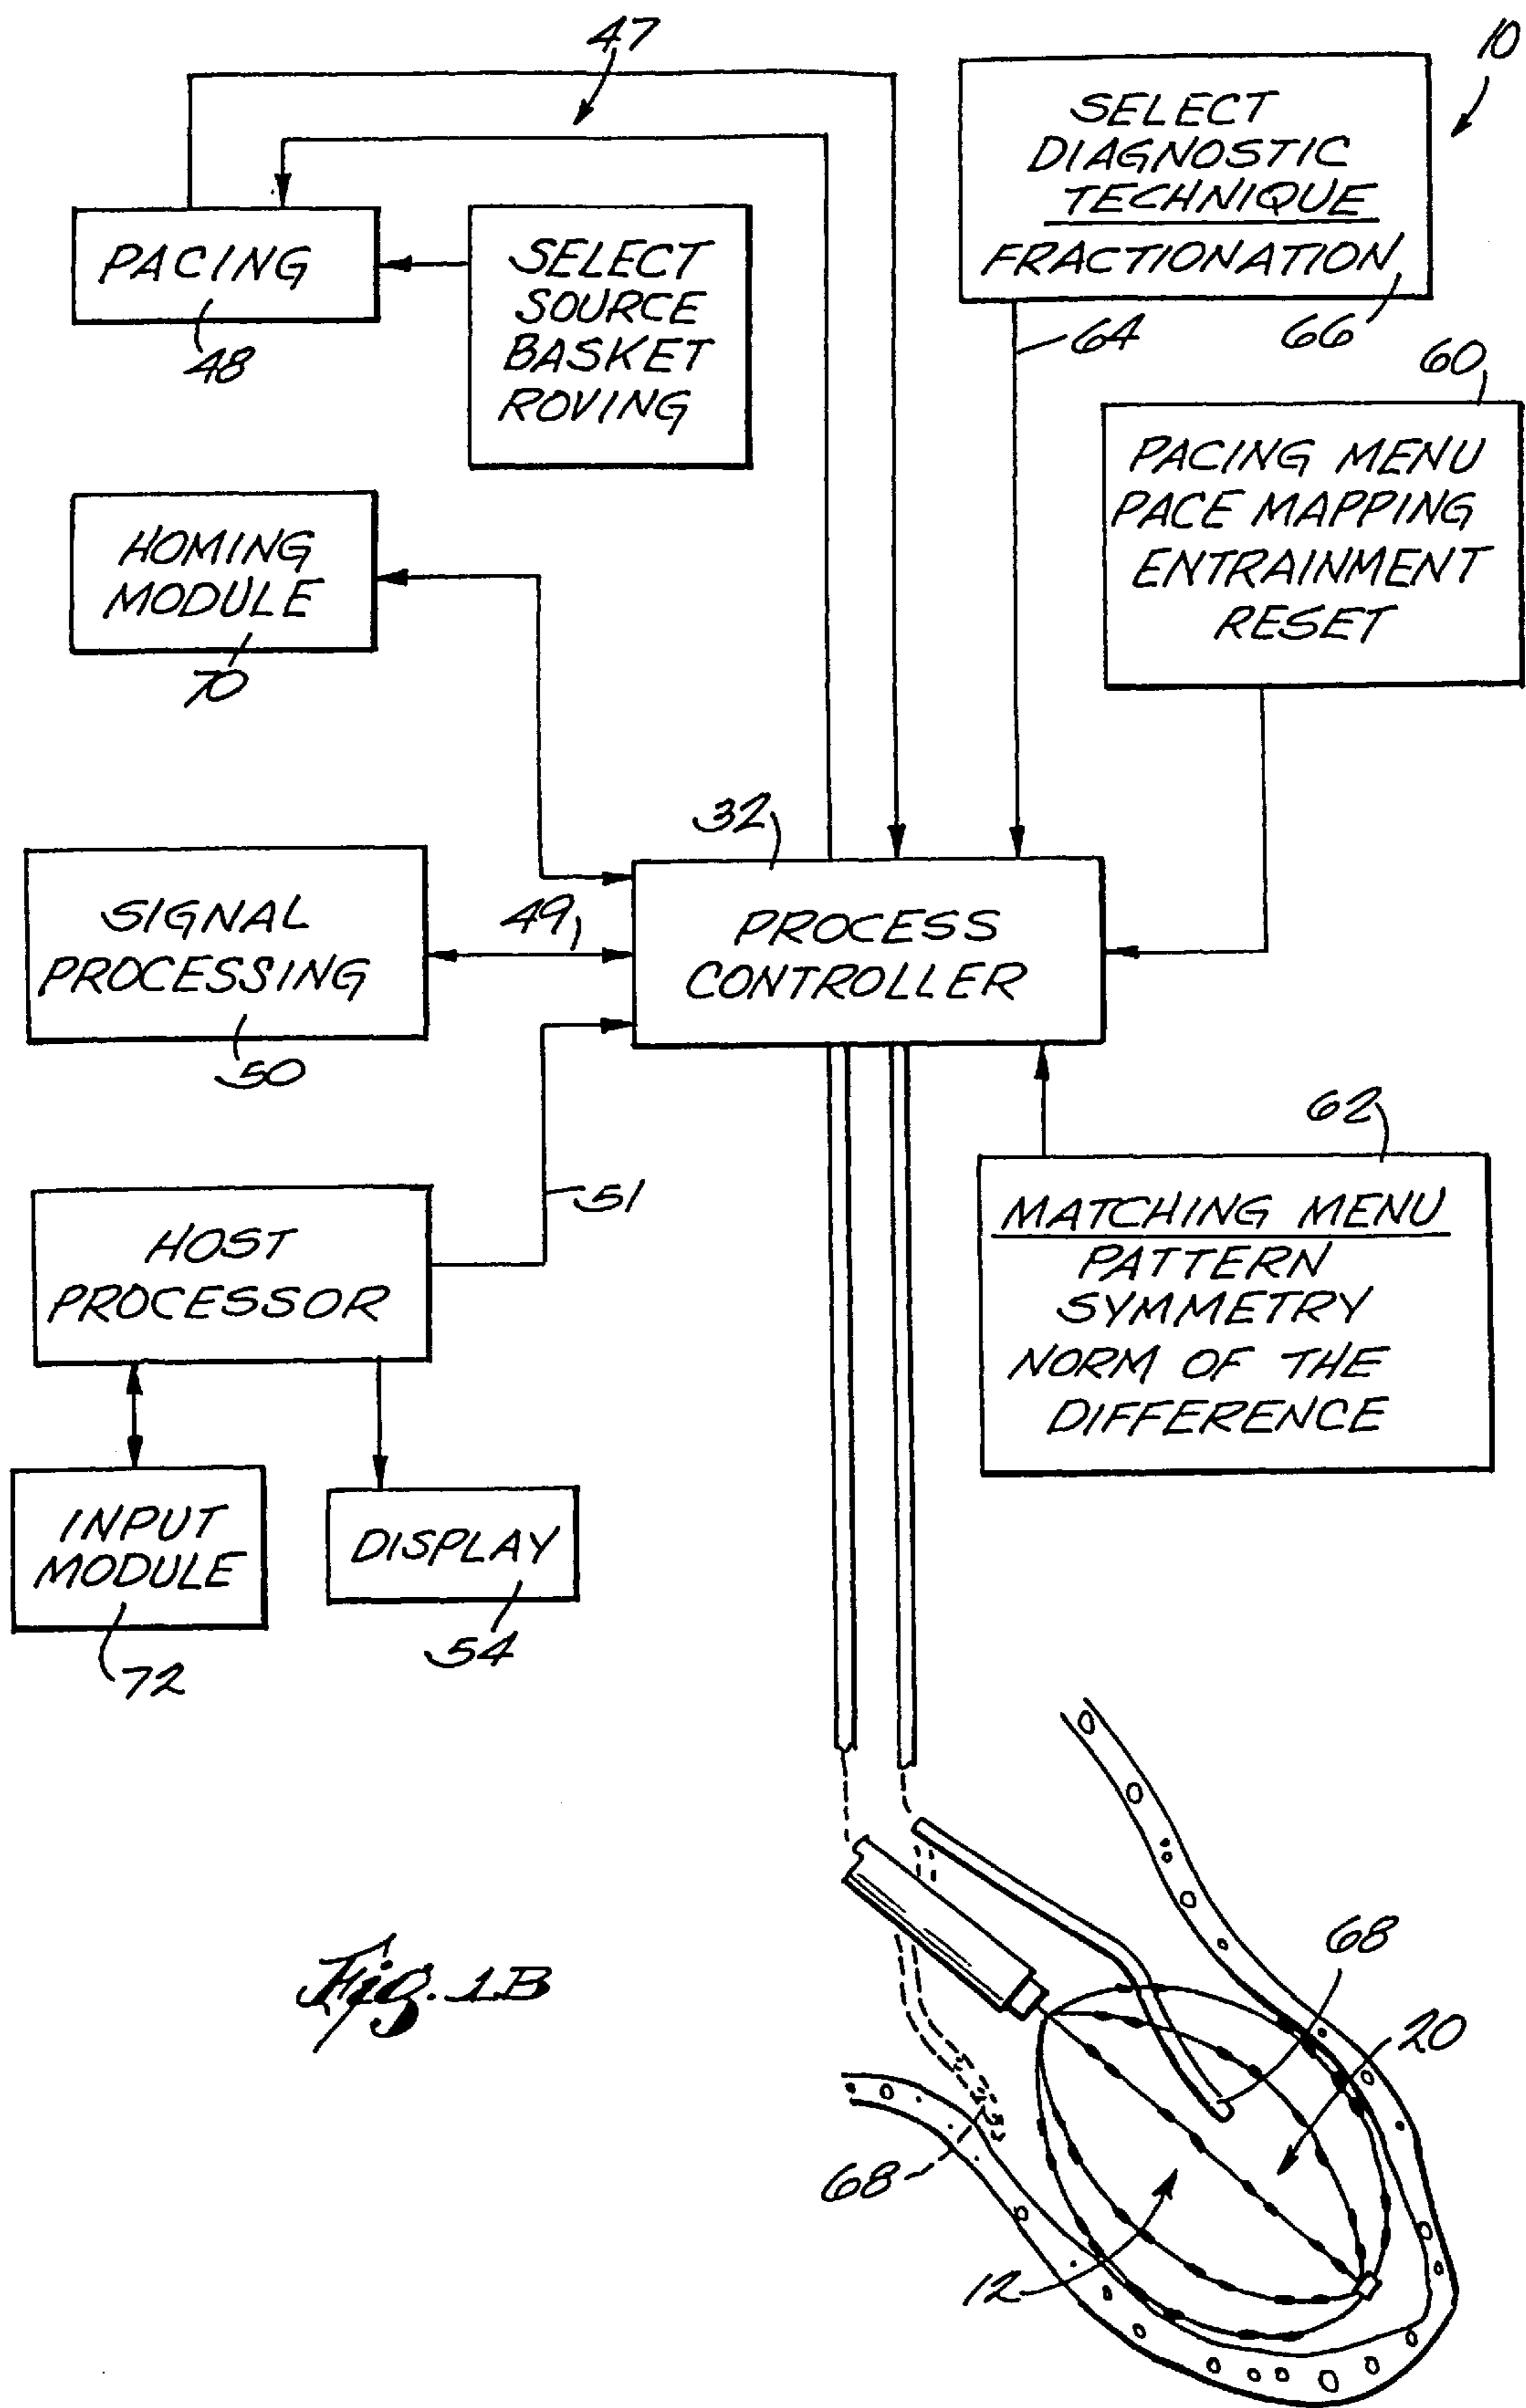 47
10
SELECT
DIAGNOSTIC
TECHNIQUE
FRACTIONATION
66
64
PACING
48
SELECT
SOURCE
BASKET
ROVING
60
PACING MENU
PACE MAPPING
ENTRAINMENT
RESET
HOMING
MODULE
70
32
PROCESS
CONTROLLER
SIGNAL
PROCESSING
50
49
51
62
MATCHING MENU
PATTERN
SYMMETRY
NORM OF THE
DIFFERENCE
HOST
PROCESSOR
INPUT
MODULE
72
DISPLAY
54
68
20
68
12
Fig. 1B